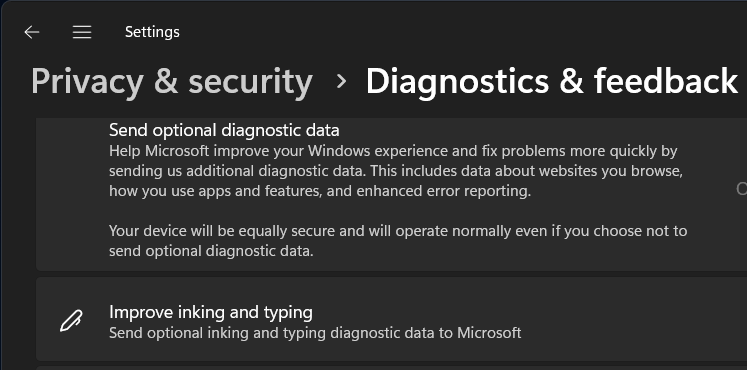 Settings
Privacy & security > Diagnostics & feedback
Send optional diagnostic data
Help Microsoft improve your Windows experience and fix problems more quickly by
sending us additional diagnostic data. This includes data about websites you browse,
how you use apps and features, and enhanced error reporting.
Your device will be equally secure and will operate normally even if you choose not to
send optional diagnostic data.
Improve inking and typing
Send optional inking and typing diagnostic data to Microsoft